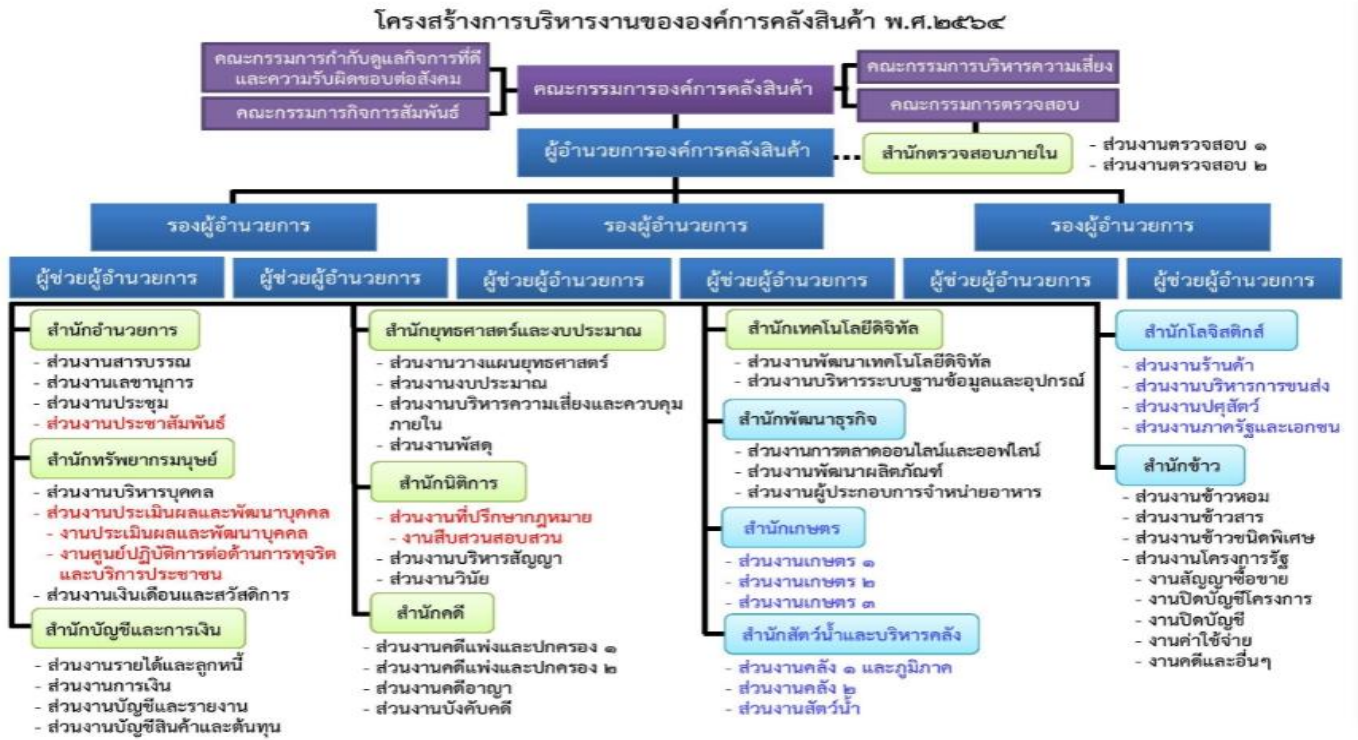 โครงสร้างการบริหารงานขององค์การคลังสินค้า พ.ศ.๒๕๖๔
คณะกรรมการกำกับดูแลกิจการที่ดี
และความรับผิดชอบต่อสังคม
คณะกรรมการกิจการสัมพันธ์
คณะกรรมการองค์การคลังสินค้า
คณะกรรมการบริหารความเสี่ยง
คณะกรรมการตรวจสอบ
ผู้อำนวยการองค์การคลังสินค้า
สำนักตรวจสอบภายใน
- ส่วนงานตรวจสอบ ๑
- ส่วนงานตรวจสอบ ๒
รองผู้อำนวยการ
รองผู้อำนวยการ
รองผู้อำนวยการ
ผู้ช่วยผู้อำนวยการ
ผู้ช่วยผู้อำนวยการ
ผู้ช่วยผู้อำนวยการ
ผู้ช่วยผู้อำนวยการ
ผู้ช่วยผู้อำนวยการ
ผู้ช่วยผู้อำนวยการ
สำนักอำนวยการ
- ส่วนงานสารบรรณ
- ส่วนงานเลขานุการ
- ส่วนงานประชุม
- ส่วนงานประชาสัมพันธ์
สำนักทรัพยากรมนุษย์
- ส่วนงานบริหารบุคคล
- ส่วนงานประเมินผลและพัฒนาบุคคล
- งานประเมินผลและพัฒนาบุคคล
- งานศูนย์ปฏิบัติการต่อต้านการทุจริต
และบริการประชาชน
- ส่วนงานเงินเดือนและสวัสดิการ
สำนักบัญชีและการเงิน
- ส่วนงานรายได้และลูกหนี้
- ส่วนงานการเงิน
- ส่วนงานบัญชีและรายงาน
- ส่วนงานบัญชีสินค้าและต้นทุน
สำนักยุทธศาสตร์และงบประมาณ
- ส่วนงานวางแผนยุทธศาสตร์
- ส่วนงานงบประมาณ
- ส่วนงานบริหารความเสี่ยงและควบคุม
ภายใน
- ส่วนงานพัสดุ
สำนักนิติการ
- ส่วนงานที่ปรึกษากฎหมาย
- งานสืบสวนสอบสวน
- ส่วนงานบริหารสัญญา
- ส่วนงานวินัย
สำนักคดี
- ส่วนงานคดีแพ่งและปกครอง ๑
- ส่วนงานคดีแพ่งและปกครอง ๒
- ส่วนงานคดีอาญา
- ส่วนงานบังคับคดี
สำนักเทคโนโลยีดิจิทัล
- ส่วนงานพัฒนาเทคโนโลยีดิจิทัล
- ส่วนงานบริหารระบบฐานข้อมูลและอุปกรณ์
สำนักพัฒนาธุรกิจ
- ส่วนงานการตลาดออนไลน์และออฟไลน์
- ส่วนงานพัฒนาผลิตภัณฑ์
- ส่วนงานผู้ประกอบการจำหน่ายอาหาร
สำนักเกษตร
- ส่วนงานเกษตร ๑
- ส่วนงานเกษตร ๒
- ส่วนงานเกษตร ๓
สำนักสัตว์น้ำและบริหารคลัง
- ส่วนงานคลัง ๑ และภูมิภาค
- ส่วนงานคลัง ๒
- ส่วนงานสัตว์น้ำ
สำนักโลจิสติกส์
- ส่วนงานร้านค้า
- ส่วนงานบริหารการขนส่ง
- ส่วนงานปศุสัตว์
- ส่วนงานภาครัฐและเอกชน
สำนักข้าว
- ส่วนงานข้าวหอม
- ส่วนงานข้าวสาร
- ส่วนงานข้าวชนิดพิเศษ
- ส่วนงานโครงการรัฐ
- งานสัญญาซื้อขาย
- งานปิดบัญชีโครงการ
- งานปิดบัญชี
- งานค่าใช้จ่าย
- งานคดีและอื่นๆ